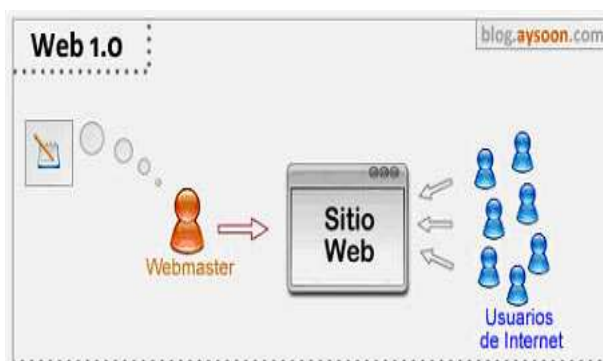 Web 1.0
blog.aysoon.com
Sitio
Web
Webmaster
Usuarios
de Internet